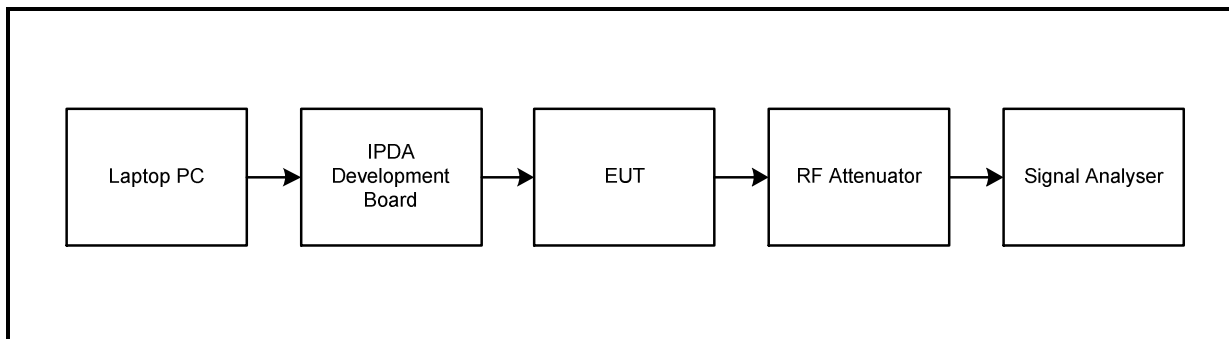 Laptop PC
IPDA
Development
Board
EUT
RF Attenuator
Signal Analyser